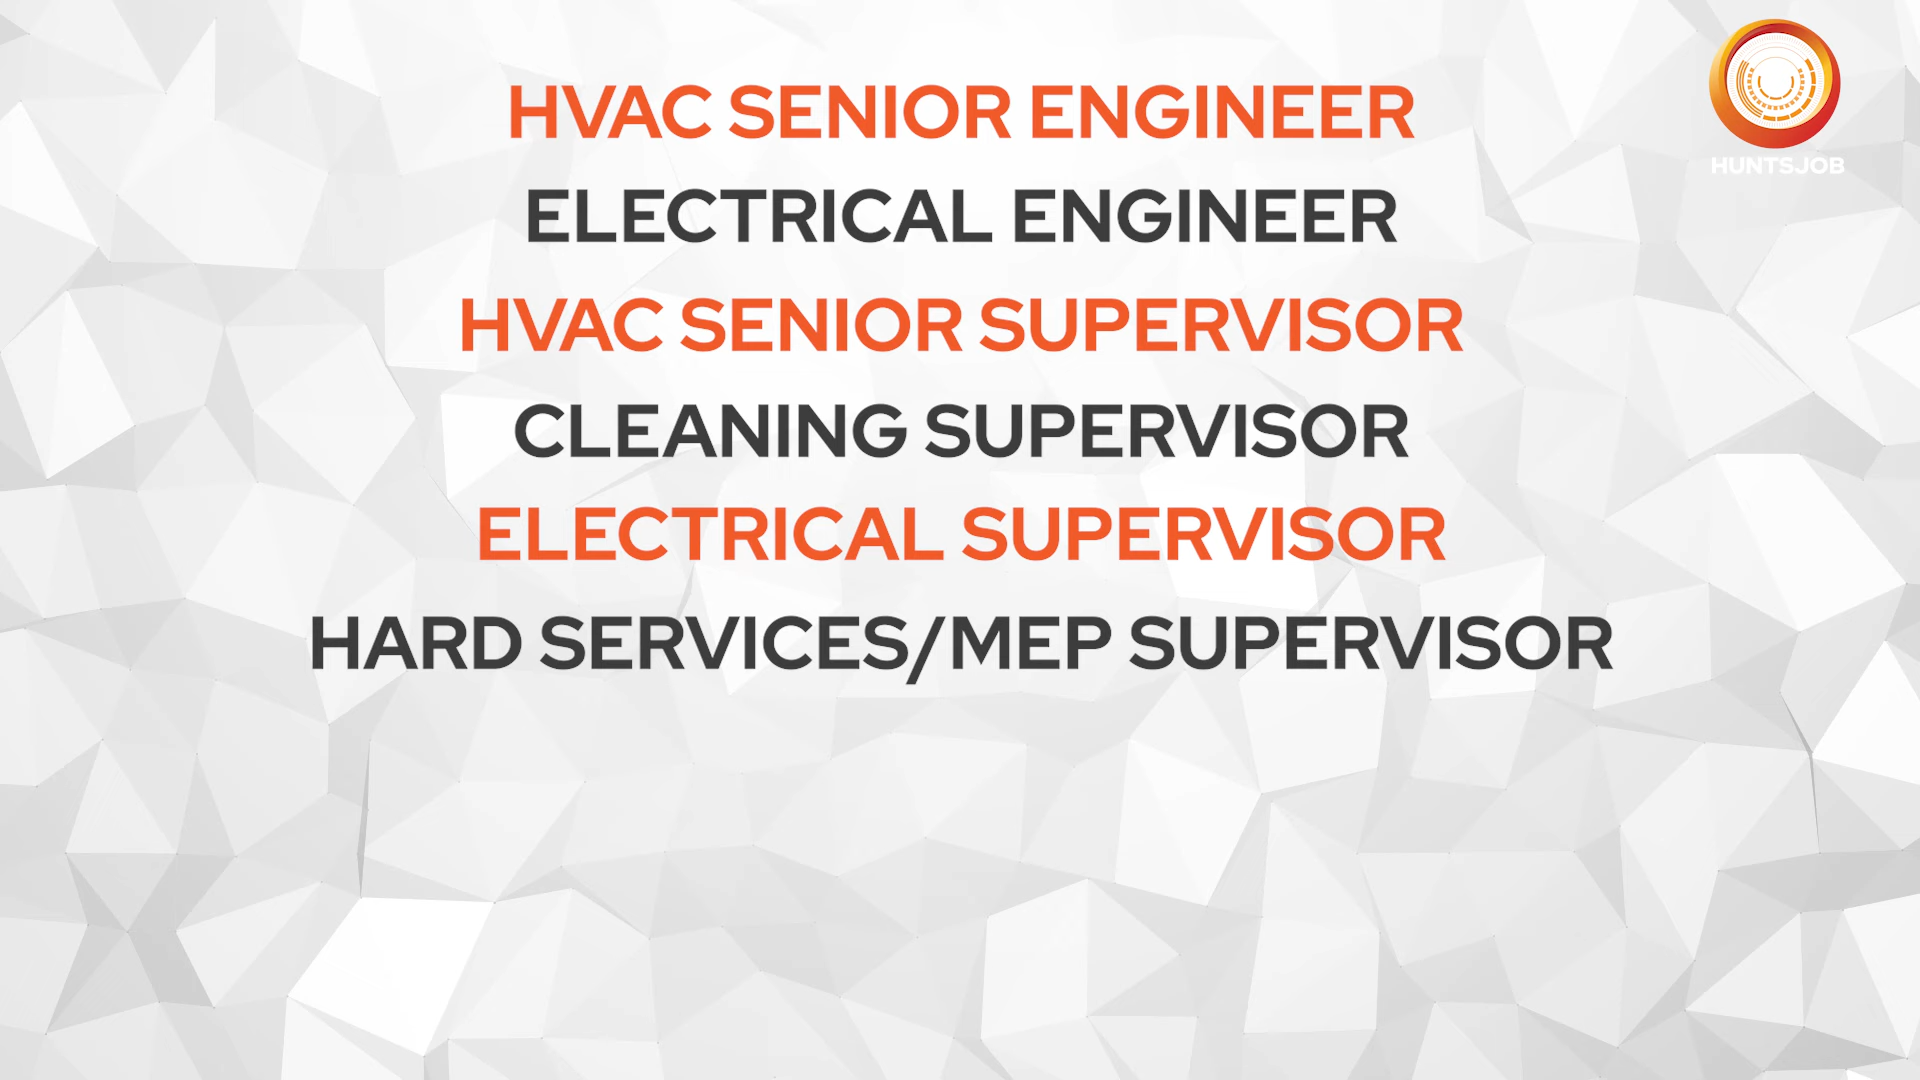 HVAC SENIOR ENGINEER
HUNTSJOB
ELECTRICAL ENGINEER
HVAC SENIOR SUPERVISOR
CLEANING SUPERVISOR
ELECTRICAL SUPERVISOR
HARD SERVICES/MEP SUPERVISOR